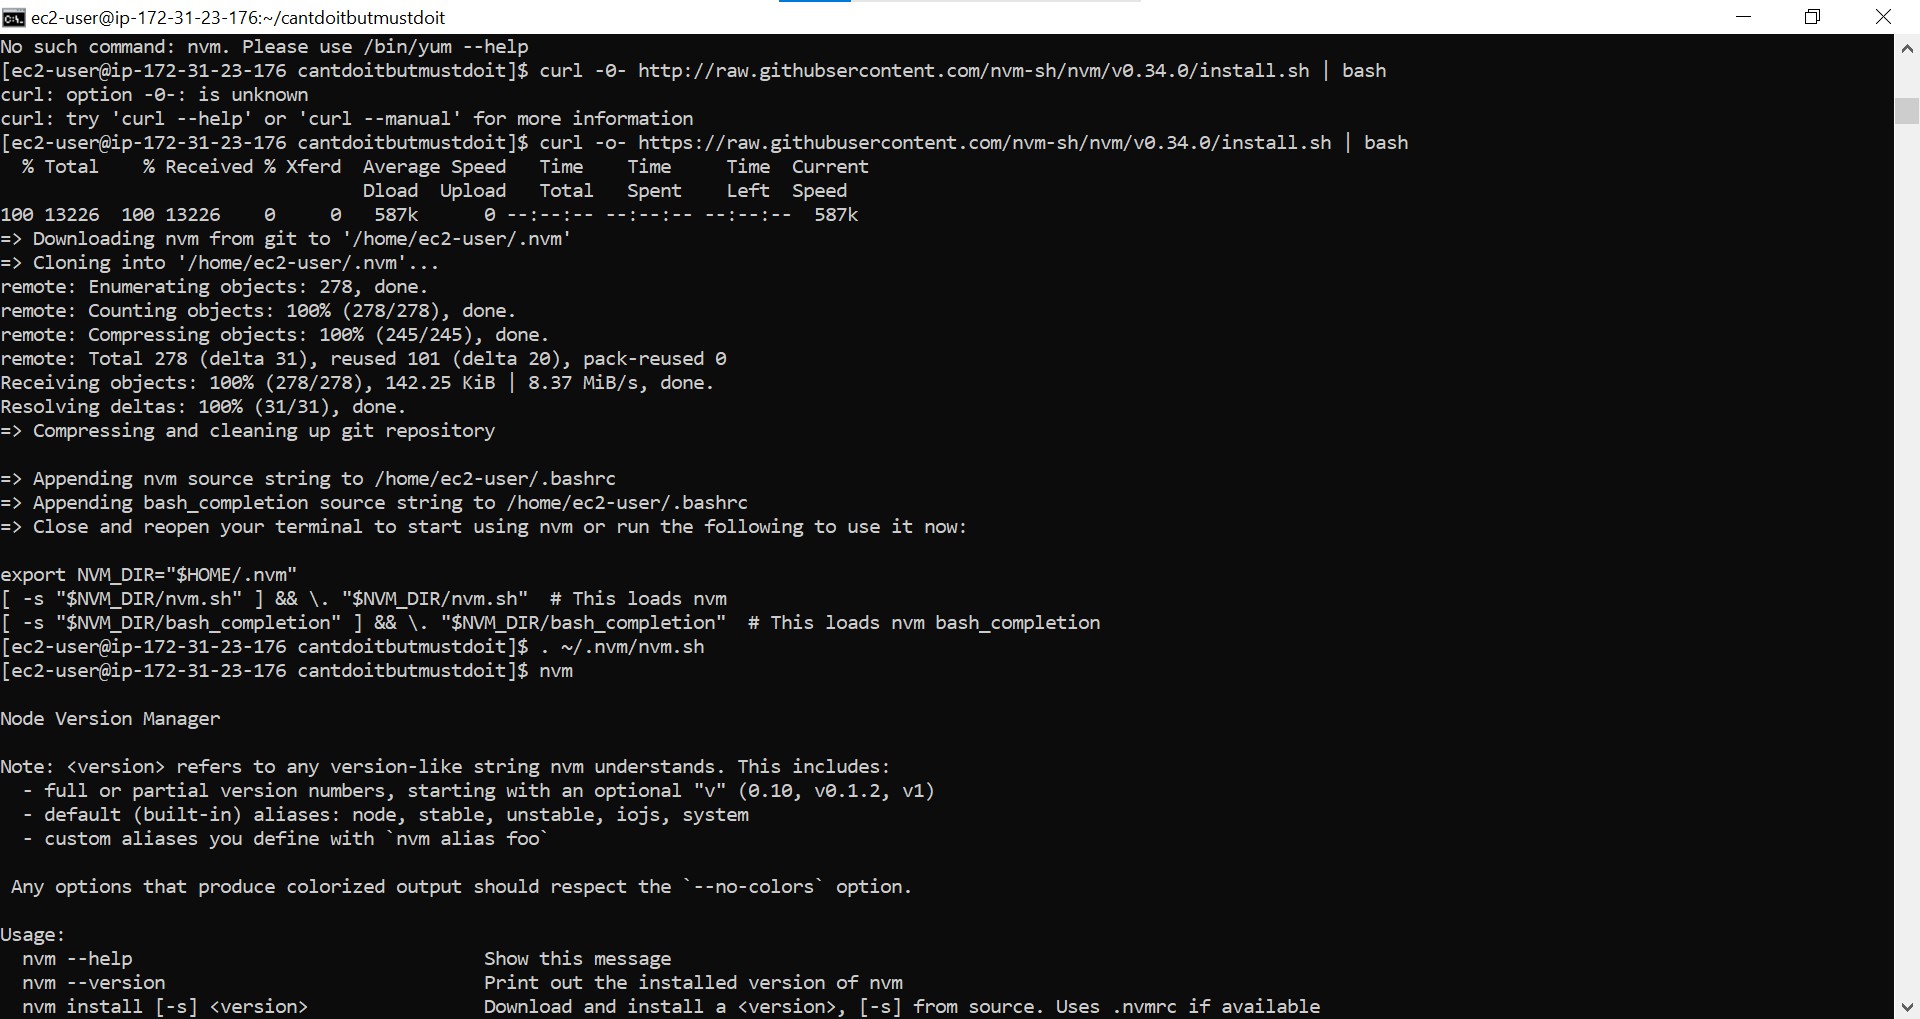 ec2-user@ip-172-31-23-176:~/cantdoitbutmustdoit
No such command: nvm. Please use /bin/yum --help
[ec2-user@ip-172-31-23-176 cantdoitbutmustdoit]$ curl -0- http://raw.githubsercontent.com/nvm-sh/nvm/v0.34.0/install.sh | bash
curl: option -0-: is unknown
curl: try 'curl --help' or 'curl --manual' for more information
[ec2-user@ip-172-31-23-176 cantdoitbutmustdoit]$ curl -o- https://raw.githubusercontent.com/nvm-sh/nvm/v0.34.0/install.sh | bash
  % Total    % Received % Xferd  Average Speed   Time    Time     Time  Current
                                 Dload  Upload   Total   Spent    Left  Speed
100 13226  100 13226    0     0   587k      0 --:--:-- --:--:-- --:--:--  587k
=> Downloading nvm from git to '/home/ec2-user/.nvm'
=> Cloning into '/home/ec2-user/.nvm'...
remote: Enumerating objects: 278, done.
remote: Counting objects: 100% (278/278), done.
remote: Compressing objects: 100% (245/245), done.
remote: Total 278 (delta 31), reused 101 (delta 20), pack-reused 0
Receiving objects: 100% (278/278), 142.25 KiB | 8.37 MiB/s, done.
Resolving deltas: 100% (31/31), done.
=> Compressing and cleaning up git repository
=> Appending nvm source string to /home/ec2-user/.bashrc
=> Appending bash_completion source string to /home/ec2-user/.bashrc
=> Close and reopen your terminal to start using nvm or run the following to use it now:
export NVM_DIR="$HOME/.nvm"
[ -s "$NVM_DIR/nvm.sh" ] && \. "$NVM_DIR/nvm.sh"  # This loads nvm
[ -s "$NVM_DIR/bash_completion" ] && \. "$NVM_DIR/bash_completion"  # This loads nvm bash_completion
[ec2-user@ip-172-31-23-176 cantdoitbutmustdoit]$ . ~/.nvm/nvm.sh
[ec2-user@ip-172-31-23-176 cantdoitbutmustdoit]$ nvm
Node Version Manager
Note: <version> refers to any version-like string nvm understands. This includes:
  - full or partial version numbers, starting with an optional "v" (0.10, v0.1.2, v1)
  - default (built-in) aliases: node, stable, unstable, iojs, system
  - custom aliases you define with `nvm alias foo`
 Any options that produce colorized output should respect the `--no-colors` option.
Usage:
  nvm --help                                Show this message
  nvm --version                             Print out the installed version of nvm
  nvm install [-s] <version>                Download and install a <version>, [-s] from source. Uses .nvmrc if available